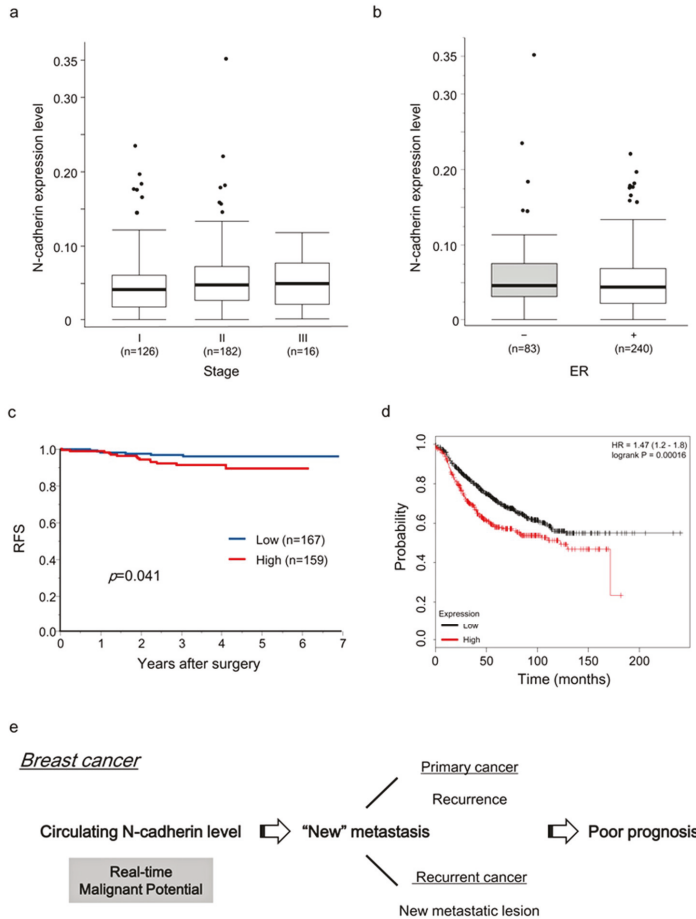 a
N-cadherin expression level
0.35
0.20
0.10
0
I
II
III
(n=126)
(n=182)
(n=16)
Stage
b
N-cadherin expression level
0.35
0.20
0.10
0
−
+
(n=83)
(n=240)
ER
c
RFS
1.0
0.8
0.6
0.4
0.2
0.0
Low (n=167)
High (n=159)
p=0.041
0 1 2 3 4 5 6 7
Years after surgery
d
Probability
1.0
0.8
0.6
0.4
0.2
0.0
HR = 1.47 (1.2 - 1.8)
logrank P = 0.00016
Expression
Low
High
0 50 100 150 200
Time (months)
e
Breast cancer
Primary cancer
Recurrence
Circulating N-cadherin level
“New” metastasis
Poor prognosis
Real-time
Malignant Potential
Recurrent cancer
New metastatic lesion